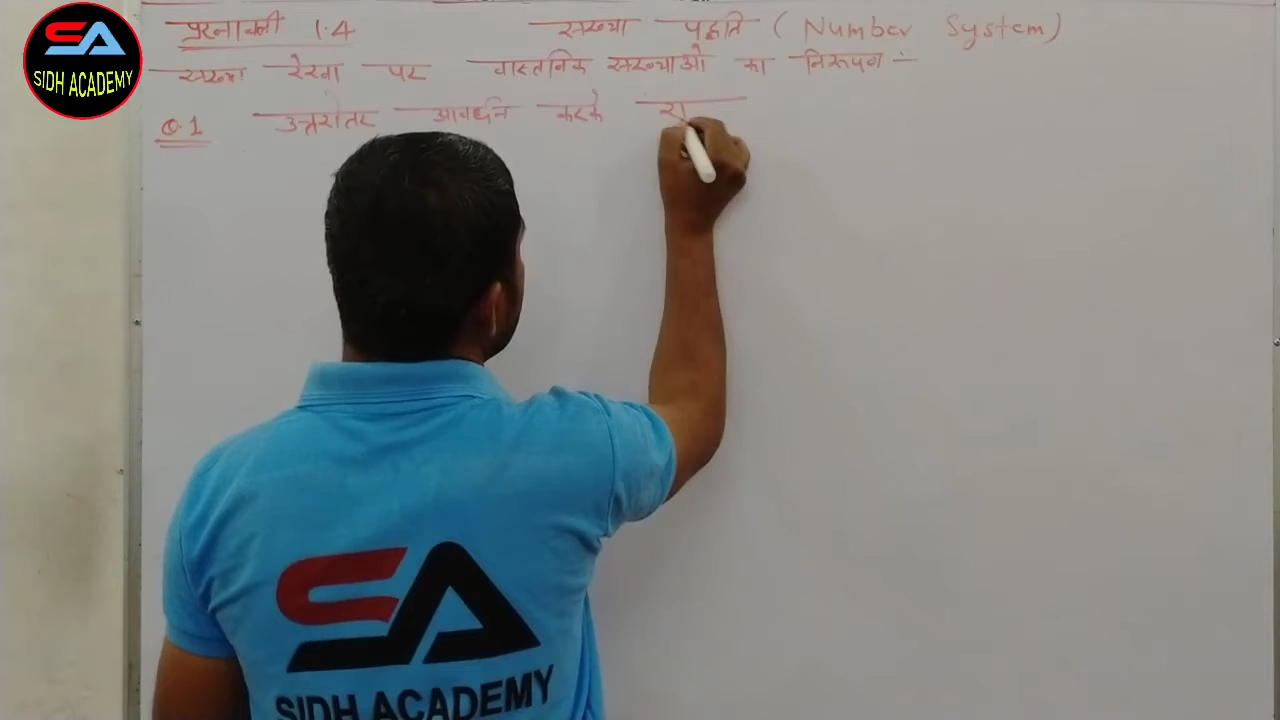 प्रश्नावली 1.4 संख्या पद्धति ( Number System )
संख्या रेखा पर वास्तविक संख्याओं का निरूपण :-
Q.1 उत्तरोत्तर आवर्धन करके
SA
SIDH ACADEMY
SA
SIDH ACADEMY